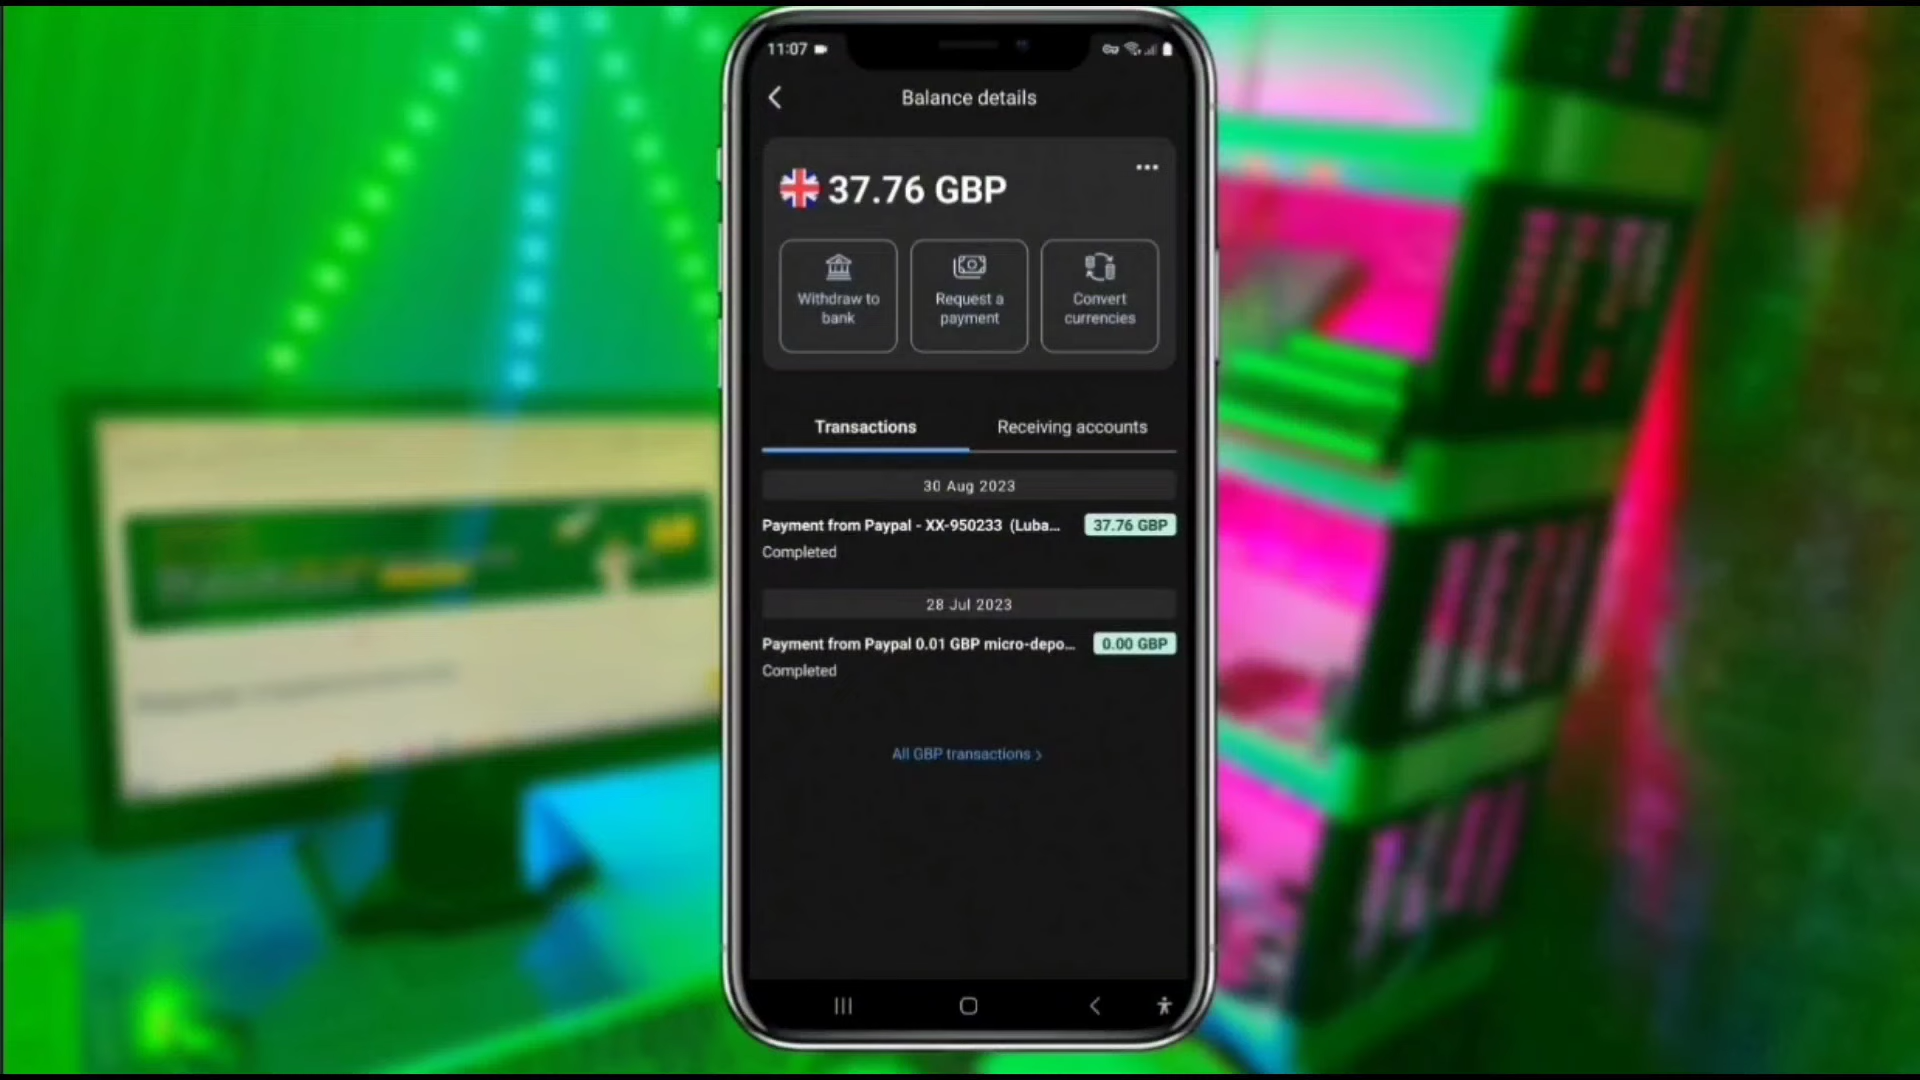 11:07
Balance details
37.76 GBP
Withdraw to
bank
Request a
payment
Convert
currencies
Transactions
Receiving accounts
30 Aug 2023
Payment from Paypal - XX-950233 (Luba...
37.76 GBP
Completed
28 Jul 2023
Payment from Paypal 0.01 GBP micro-depo...
0.00 GBP
Completed
All GBP transactions >